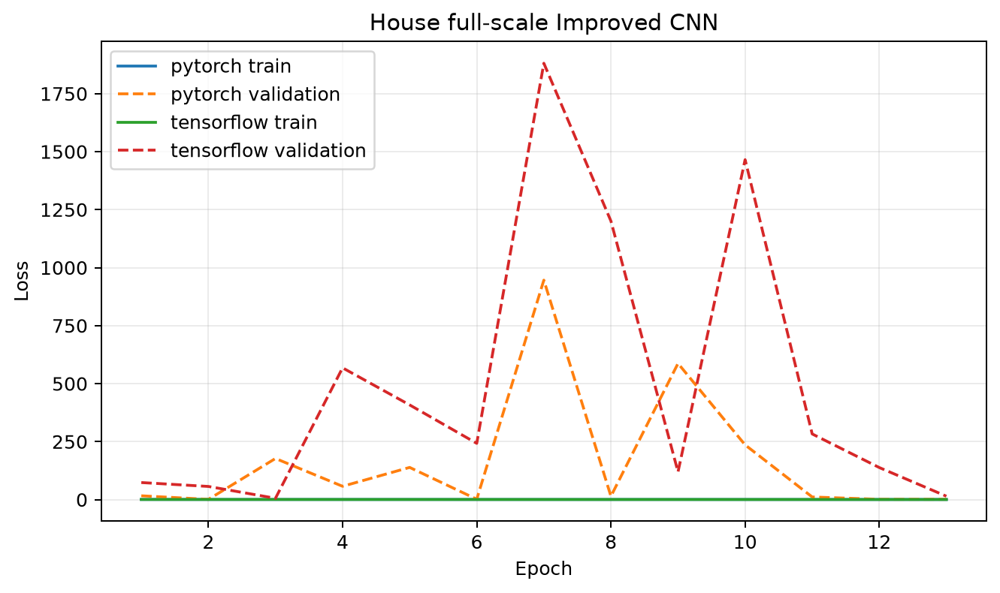 House full-scale Improved CNN
pytorch train
pytorch validation
tensorflow train
tensorflow validation
Loss
1750
1500
1250
1000
750
500
250
0
2 4 6 8 10 12
Epoch